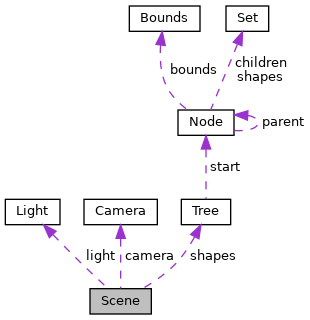 Bounds
Set
bounds
children
shapes
Node
parent
start
Light
Camera
Tree
light
camera
shapes
Scene